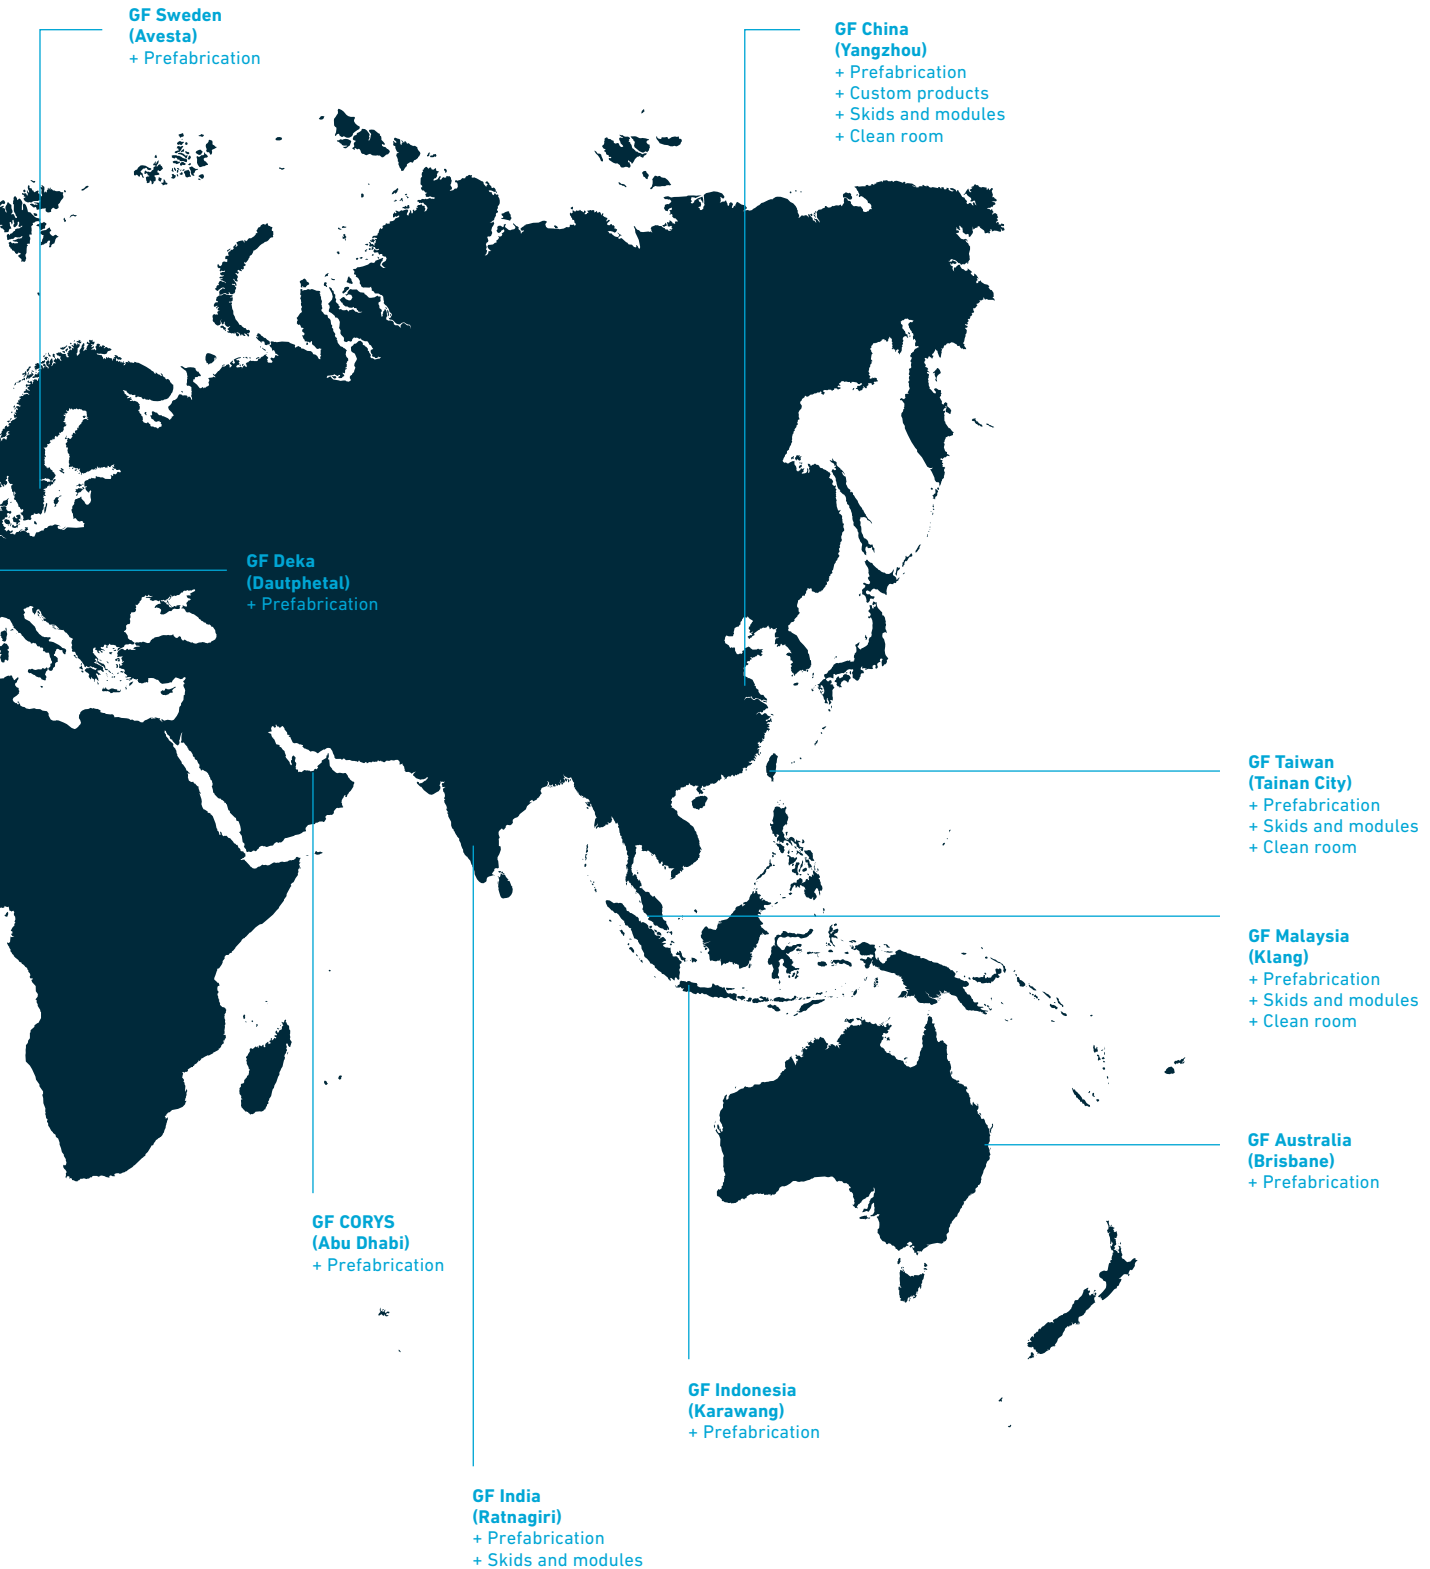 GF Sweden
(Avesta)
+ Prefabrication
GF China
(Yangzhou)
+ Prefabrication
+ Custom products
+ Skids and modules
+ Clean room
GF Deka
(Dautphetal)
+ Prefabrication
GF Taiwan
(Tainan City)
+ Prefabrication
+ Skids and modules
+ Clean room
GF Malaysia
(Klang)
+ Prefabrication
+ Skids and modules
+ Clean room
GF Australia
(Brisbane)
+ Prefabrication
GF CORYS
(Abu Dhabi)
+ Prefabrication
GF Indonesia
(Karawang)
+ Prefabrication
GF India
(Ratnagiri)
+ Prefabrication
+ Skids and modules